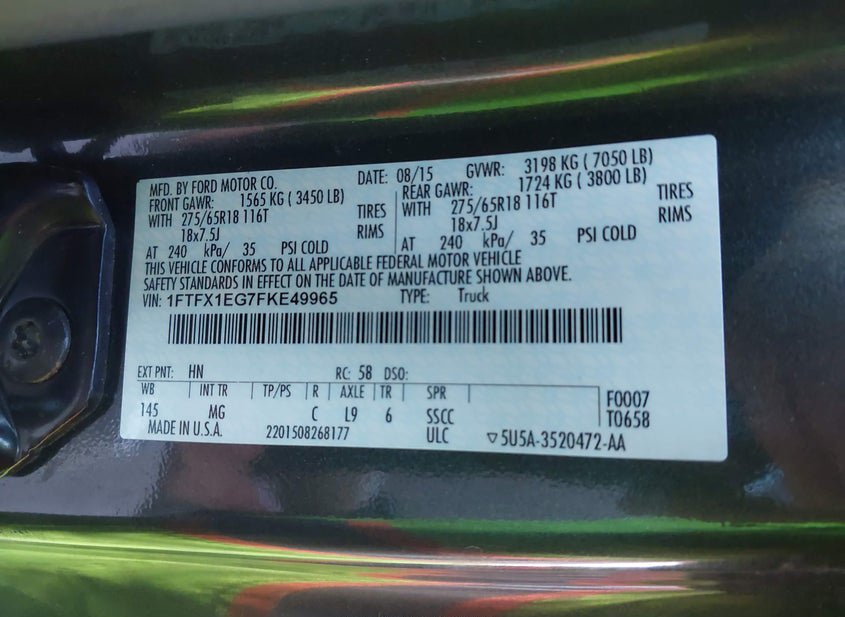 MFD. BY FORD MOTOR CO. DATE: 08/15 GVWR: 3198 KG ( 7050 LB)
FRONT GAWR: 1565 KG ( 3450 LB) REAR GAWR: 1724 KG ( 3800 LB)
WITH 275/65R18 116T TIRES WITH 275/65R18 116T TIRES
18x7.5J RIMS 18x7.5J RIMS
AT 240 kPa/ 35 PSI COLD AT 240 kPa/ 35 PSI COLD
THIS VEHICLE CONFORMS TO ALL APPLICABLE FEDERAL MOTOR VEHICLE
SAFETY STANDARDS IN EFFECT ON THE DATE OF MANUFACTURE SHOWN ABOVE.
VIN: 1FTFX1EG7FKE49965 TYPE: Truck
EXT PNT: HN RC: 58 DSO:
WB INT TR TP/PS R AXLE TR SPR F0007
145 MG C L9 6 SSCC T0658
MADE IN U.S.A. 2201508268177 ULC ▽5U5A-3520472-AA